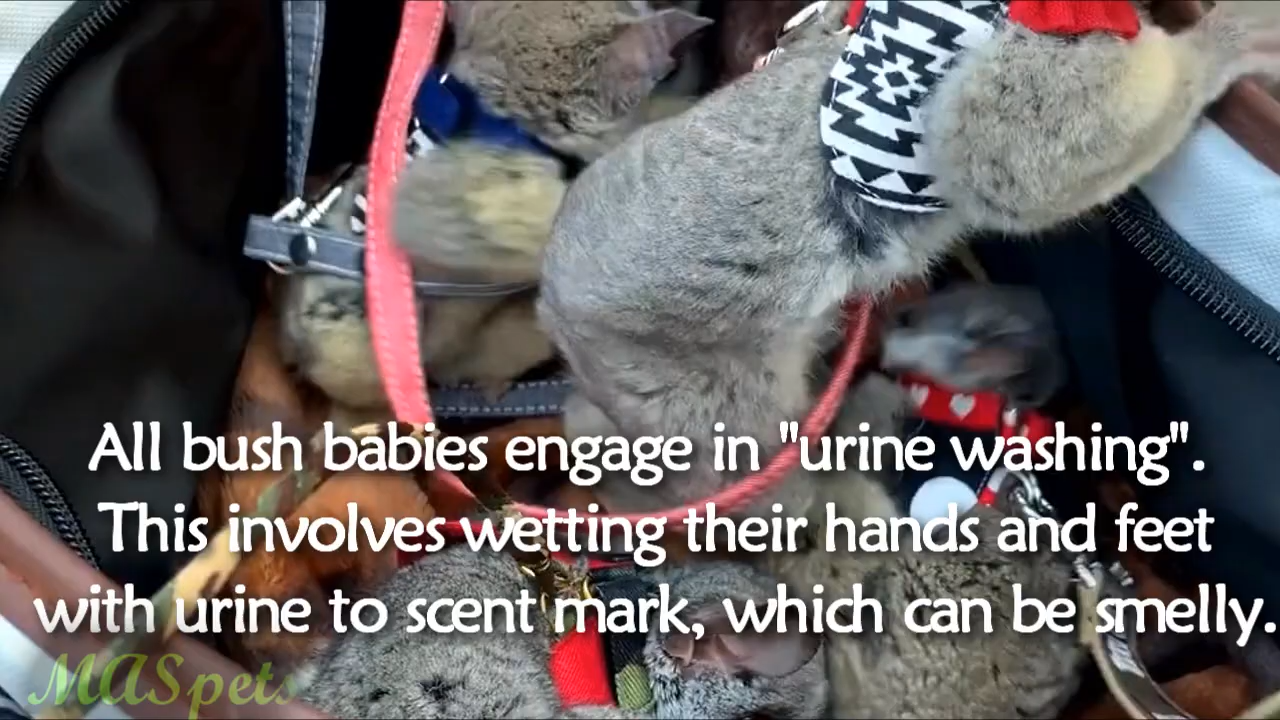 All bush babies engage in "urine washing".
This involves wetting their hands and feet
with urine to scent mark, which can be smelly.
MASpets